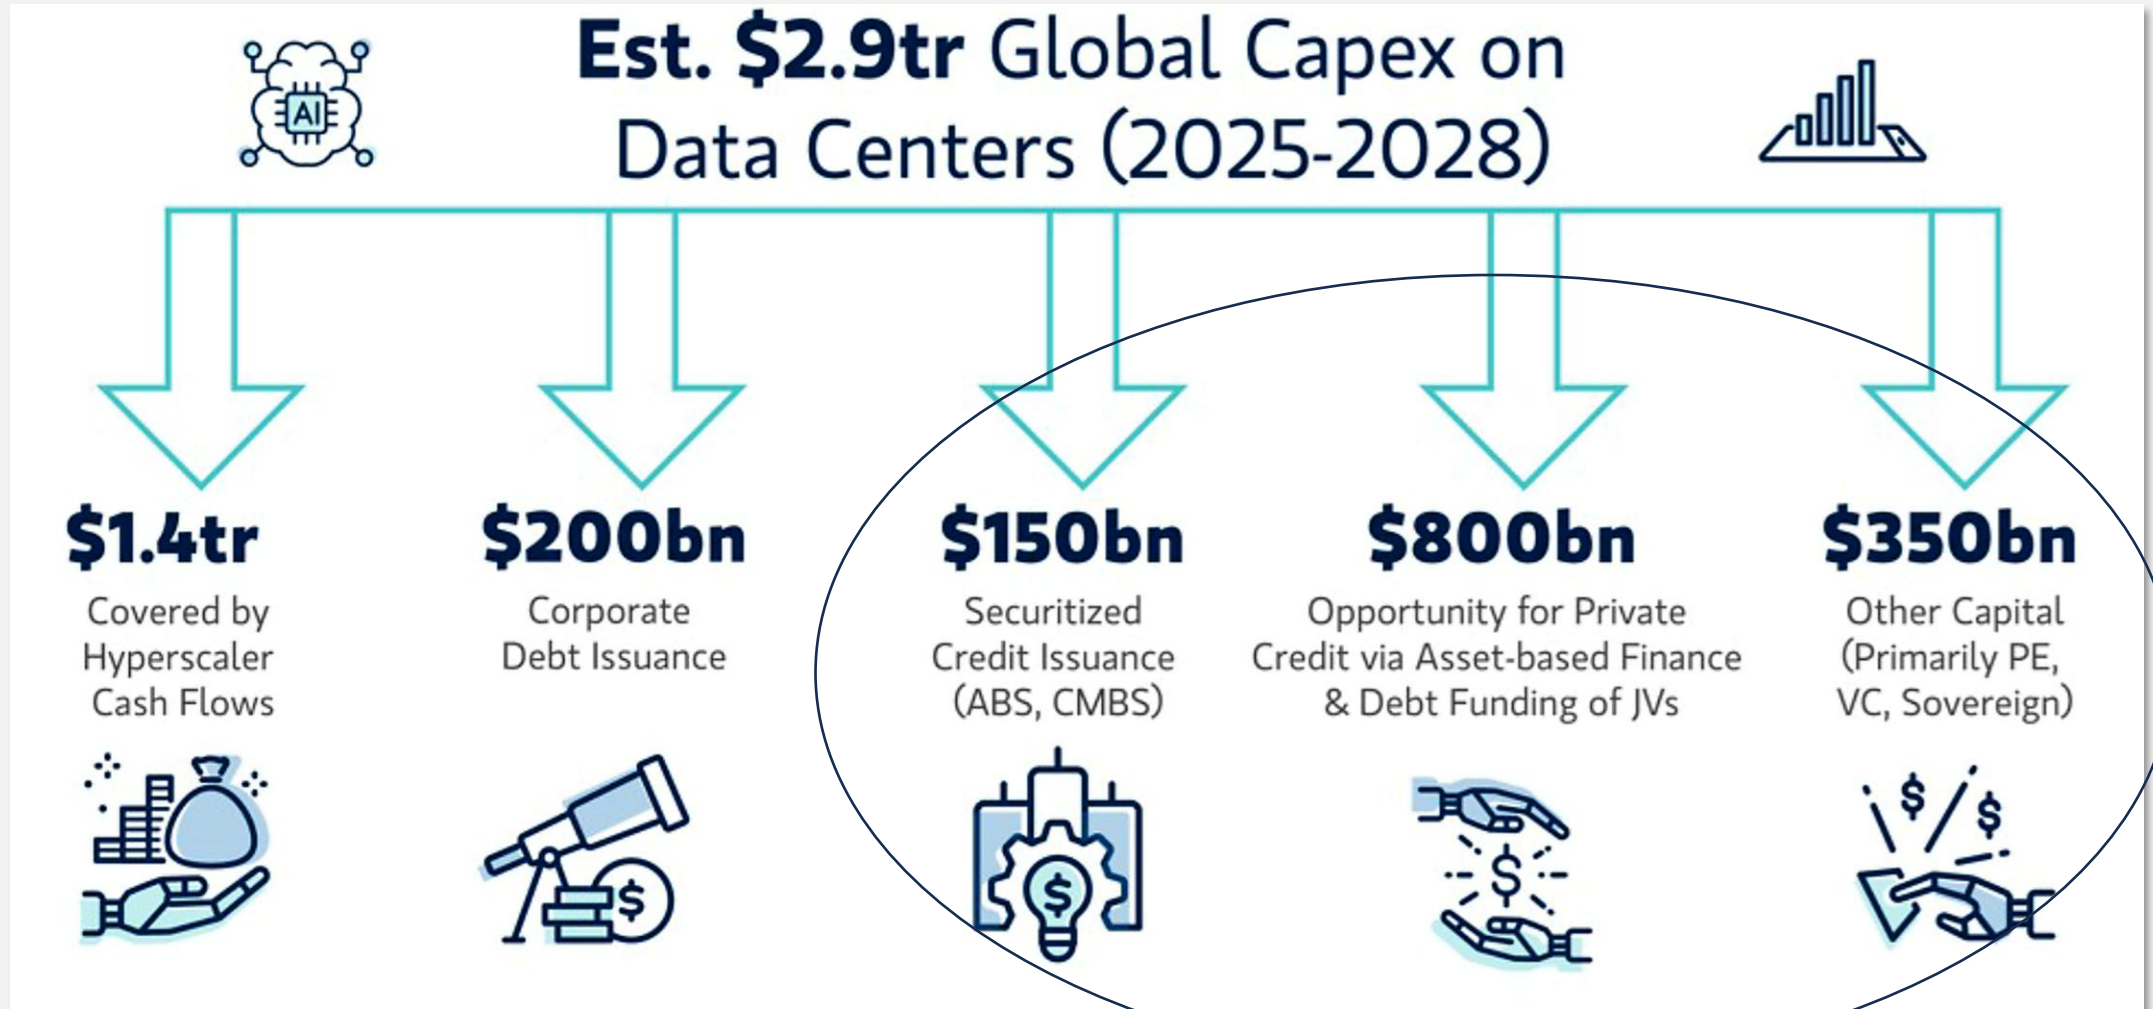 Est. $2.9tr Global Capex on
Data Centers (2025-2028)
AI
$1.4tr
Covered by
Hyperscaler
Cash Flows
$200bn
Corporate
Debt Issuance
$150bn
Securitized
Credit Issuance
(ABS, CMBS)
$800bn
Opportunity for Private
Credit via Asset-based Finance
& Debt Funding of JVs
$350bn
Other Capital
(Primarily PE,
VC, Sovereign)
$
$
$
$ $